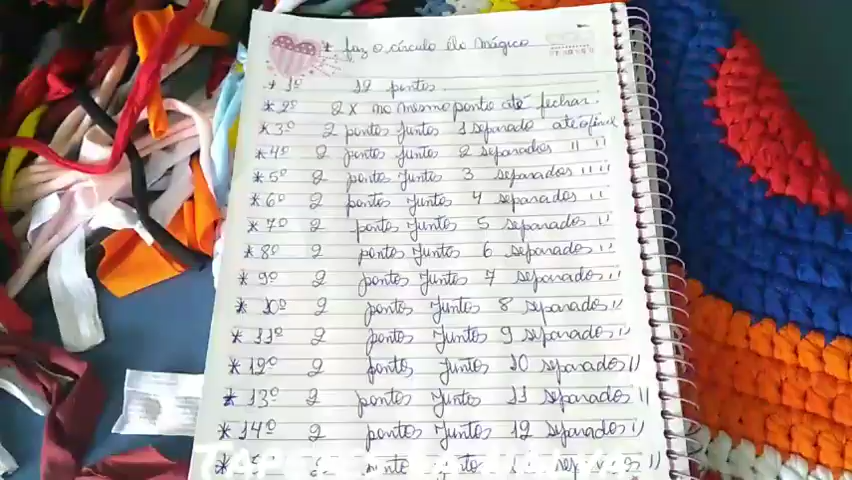 * faz o círculo elo mágico
* 1º 12 pontos
* 2º 2 X no mesmo ponto até fechar.
* 3º 2 pontos juntos 1 separado até o final
* 4º 2 pontos juntos 2 separados " "
* 5º 2 pontos juntos 3 separados " "
* 6º 2 pontos juntos 4 separados "
* 7º 2 pontos juntos 5 separados "
* 8º 2 pontos juntos 6 separados "
* 9º 2 pontos juntos 7 separados "
* 10º 2 pontos juntos 8 separados "
* 11º 2 pontos juntos 9 separados "
* 12º 2 pontos juntos 10 separados "
* 13º 2 pontos juntos 11 separados "
* 14º 2 pontos juntos 12 separados "